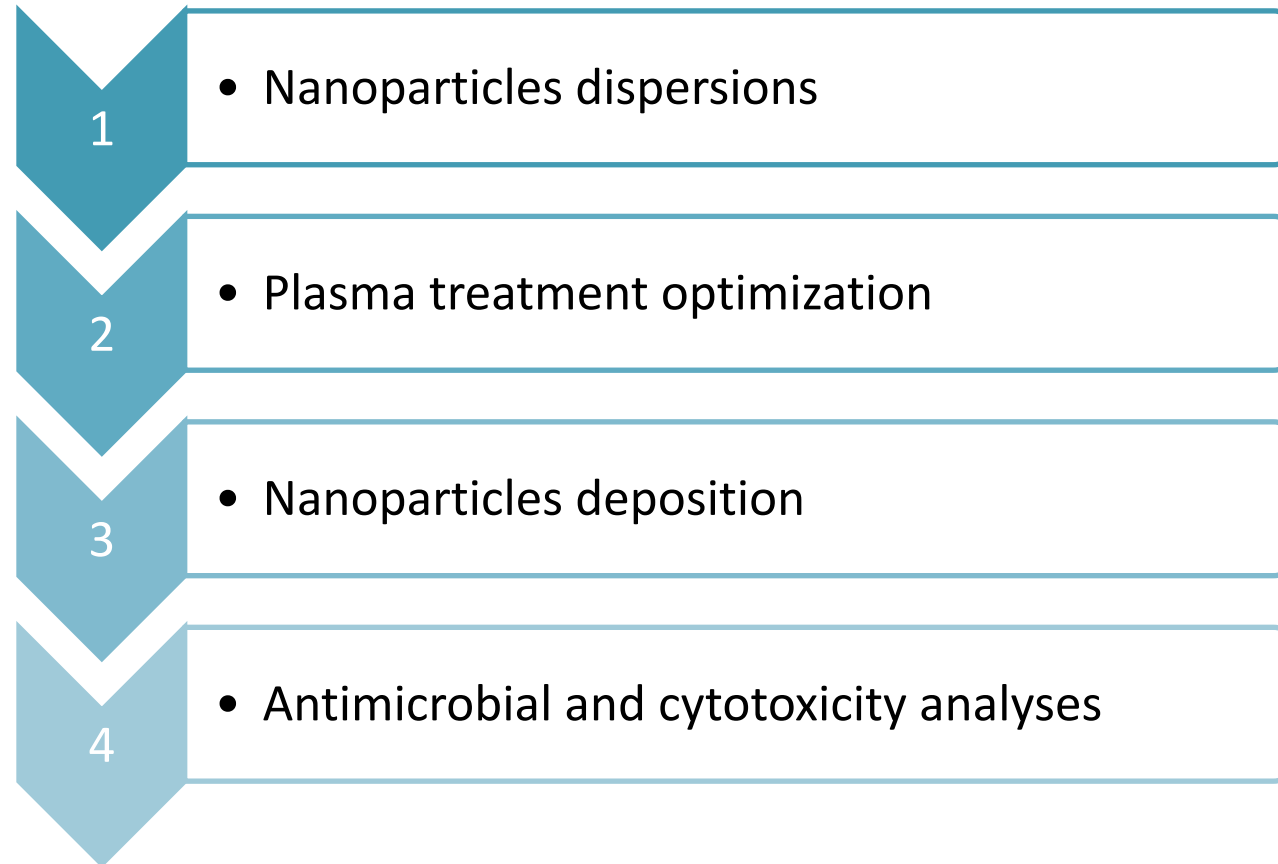 1
• Nanoparticles dispersions
2
• Plasma treatment optimization
3
• Nanoparticles deposition
4
• Antimicrobial and cytotoxicity analyses